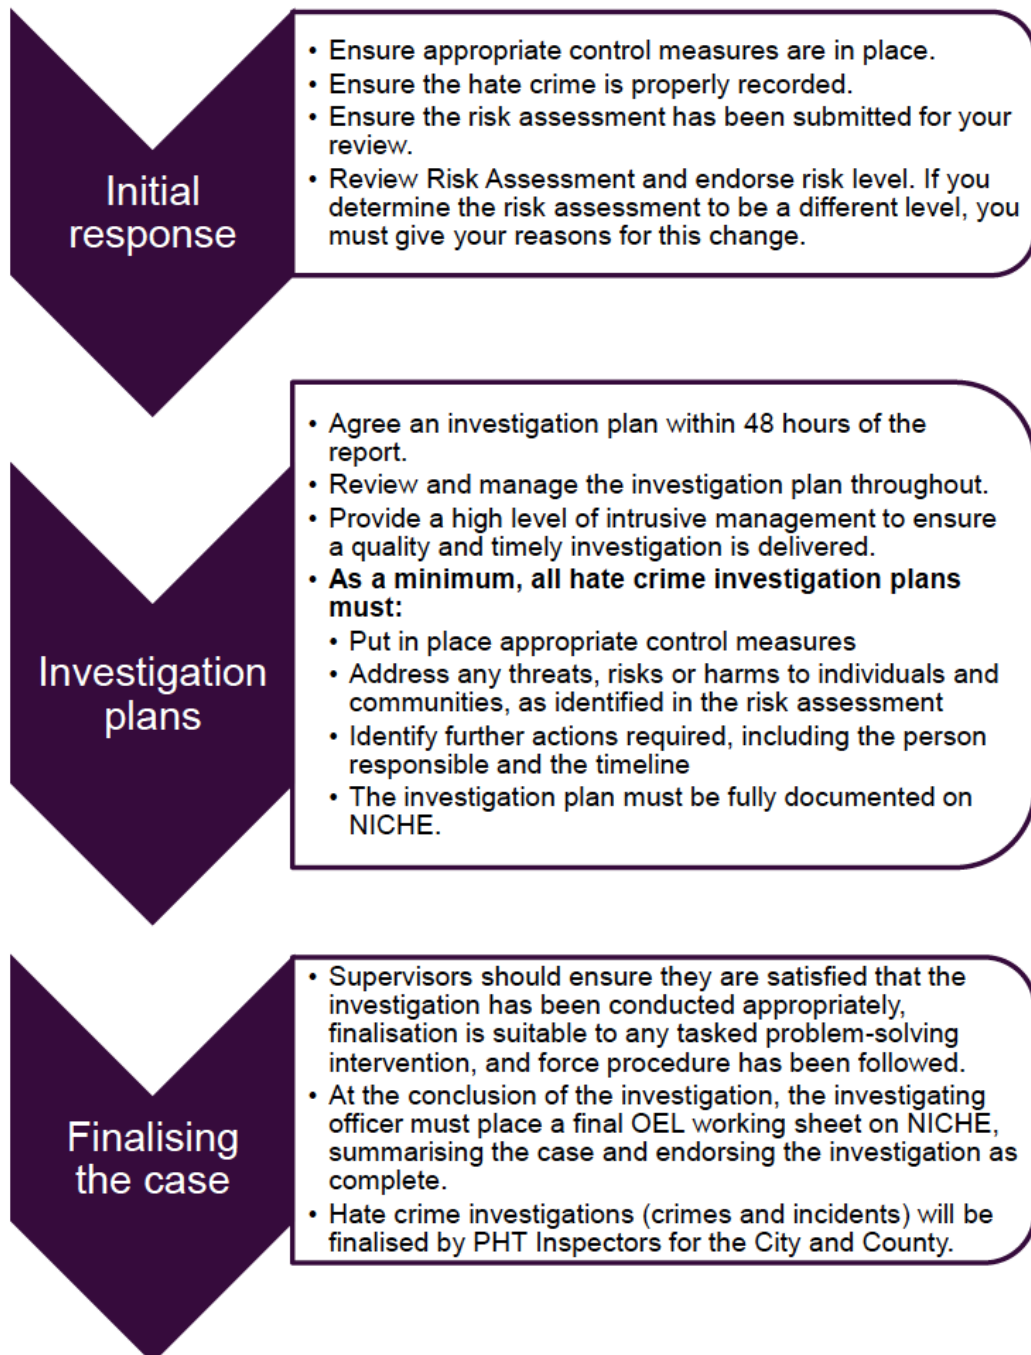 Initial
response
• Ensure appropriate control measures are in place.
• Ensure the hate crime is properly recorded.
• Ensure the risk assessment has been submitted for your
review.
• Review Risk Assessment and endorse risk level. If you
determine the risk assessment to be a different level, you
must give your reasons for this change.
Investigation
plans
• Agree an investigation plan within 48 hours of the
report.
• Review and manage the investigation plan throughout.
• Provide a high level of intrusive management to ensure
a quality and timely investigation is delivered.
• As a minimum, all hate crime investigation plans
must:
• Put in place appropriate control measures
• Address any threats, risks or harms to individuals and
communities, as identified in the risk assessment
• Identify further actions required, including the person
responsible and the timeline
• The investigation plan must be fully documented on
NICHE.
Finalising
the case
• Supervisors should ensure they are satisfied that the
investigation has been conducted appropriately,
finalisation is suitable to any tasked problem-solving
intervention, and force procedure has been followed.
• At the conclusion of the investigation, the investigating
officer must place a final OEL working sheet on NICHE,
summarising the case and endorsing the investigation as
complete.
• Hate crime investigations (crimes and incidents) will be
finalised by PHT Inspectors for the City and County.